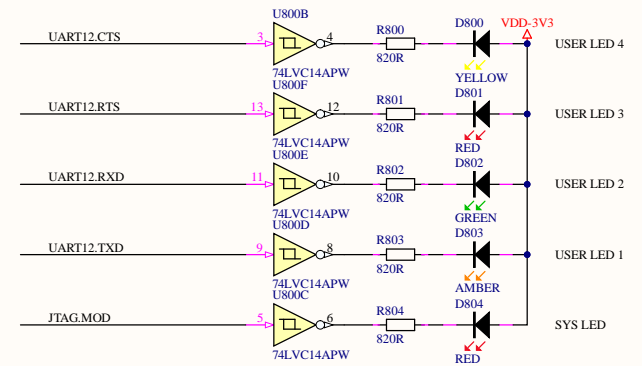 U800B D800 VDD-3V3
UART12.CTS 3 4 R800 USER LED 4
820R
74LVC14APW YELLOW
U800F D801
UART12.RTS 13 12 R801 USER LED 3
820R
74LVC14APW RED
U800E D802
UART12.RXD 11 10 R802 USER LED 2
820R
74LVC14APW GREEN
U800D D803
UART12.TXD 9 8 R803 USER LED 1
820R
74LVC14APW AMBER
U800C D804
JTAG.MOD 5 6 R804 SYS LED
820R
74LVC14APW RED